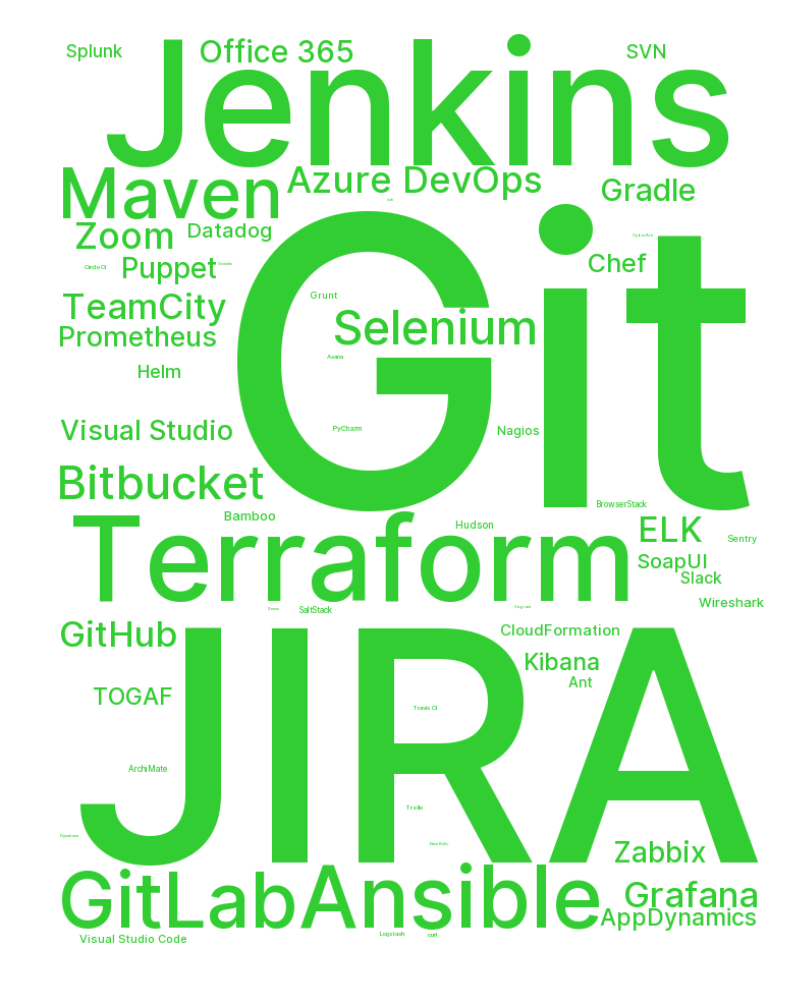 Splunk
Office 365
SVN
Jenkins
Maven
Azure DevOps
Gradle
Zoom
Datadog
Git
Chef
CircleCI
Puppet
Grunt
TeamCity
Selenium
Prometheus
Asana
Helm
PyCharm
Visual Studio
Nagios
Bitbucket
BrowserStack
Bamboo
Terraform
Hudson
ELK
Sentry
SoapUI
Slack
Wireshark
SaltStack
GitHub
CloudFormation
JIRA
Kibana
Ant
TOGAF
Travis CI
ArchiMate
Trello
Zabbix
GitLab
Ansible
Grafana
AppDynamics
Visual Studio Code
Logstash
curl